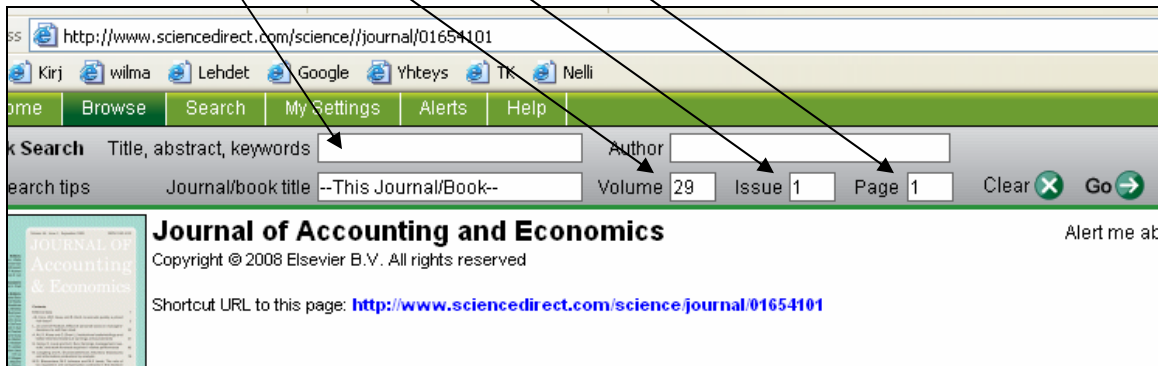 ss http://www.sciencedirect.com/science//journal/01654101
Kirj wilma Lehdet Google Yhteys TK Nelli
ome Browse Search My Settings Alerts Help
k Search Title, abstract, keywords Author
earch tips Journal/book title --This Journal/Book-- Volume 29 Issue 1 Page 1 Clear Go
JOURNAL OF
Accounting
& Economics
Journal of Accounting and Economics
Alert me ab
Copyright © 2008 Elsevier B.V. All rights reserved
Shortcut URL to this page: http://www.sciencedirect.com/science/journal/01654101